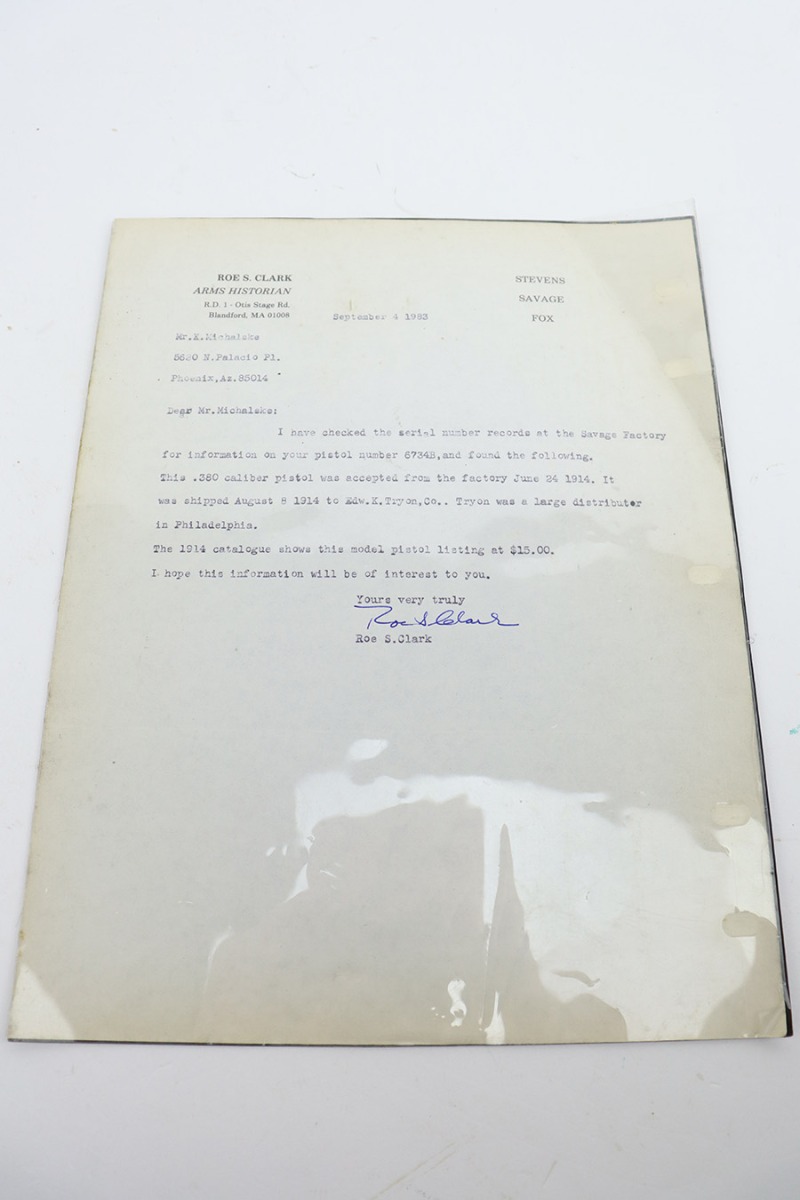 ROE S. CLARK
ARMS HISTORIAN
R.D. 1 - Otis Stage Rd.
Blandford, MA 01008
STEVENS
SAVAGE
FOX
September 4 1983
Mr.K.Michalske
5630 N.Palacio Pl.
Phoenix,Az.85014
Dear Mr.Michalske:
I have checked the serial number records at the Savage Factory
for information on your pistol number 6734B,and found the following.
This .380 caliber pistol was accepted from the factory June 24 1914. It
was shipped August 8 1914 to Edw.K.Tryon,Co.. Tryon was a large distributor
in Philadelphia.
The 1914 catalogue shows this model pistol listing at $15.00.
I hope this information will be of interest to you.
Yours very truly
Roe S Clark
Roe S.Clark